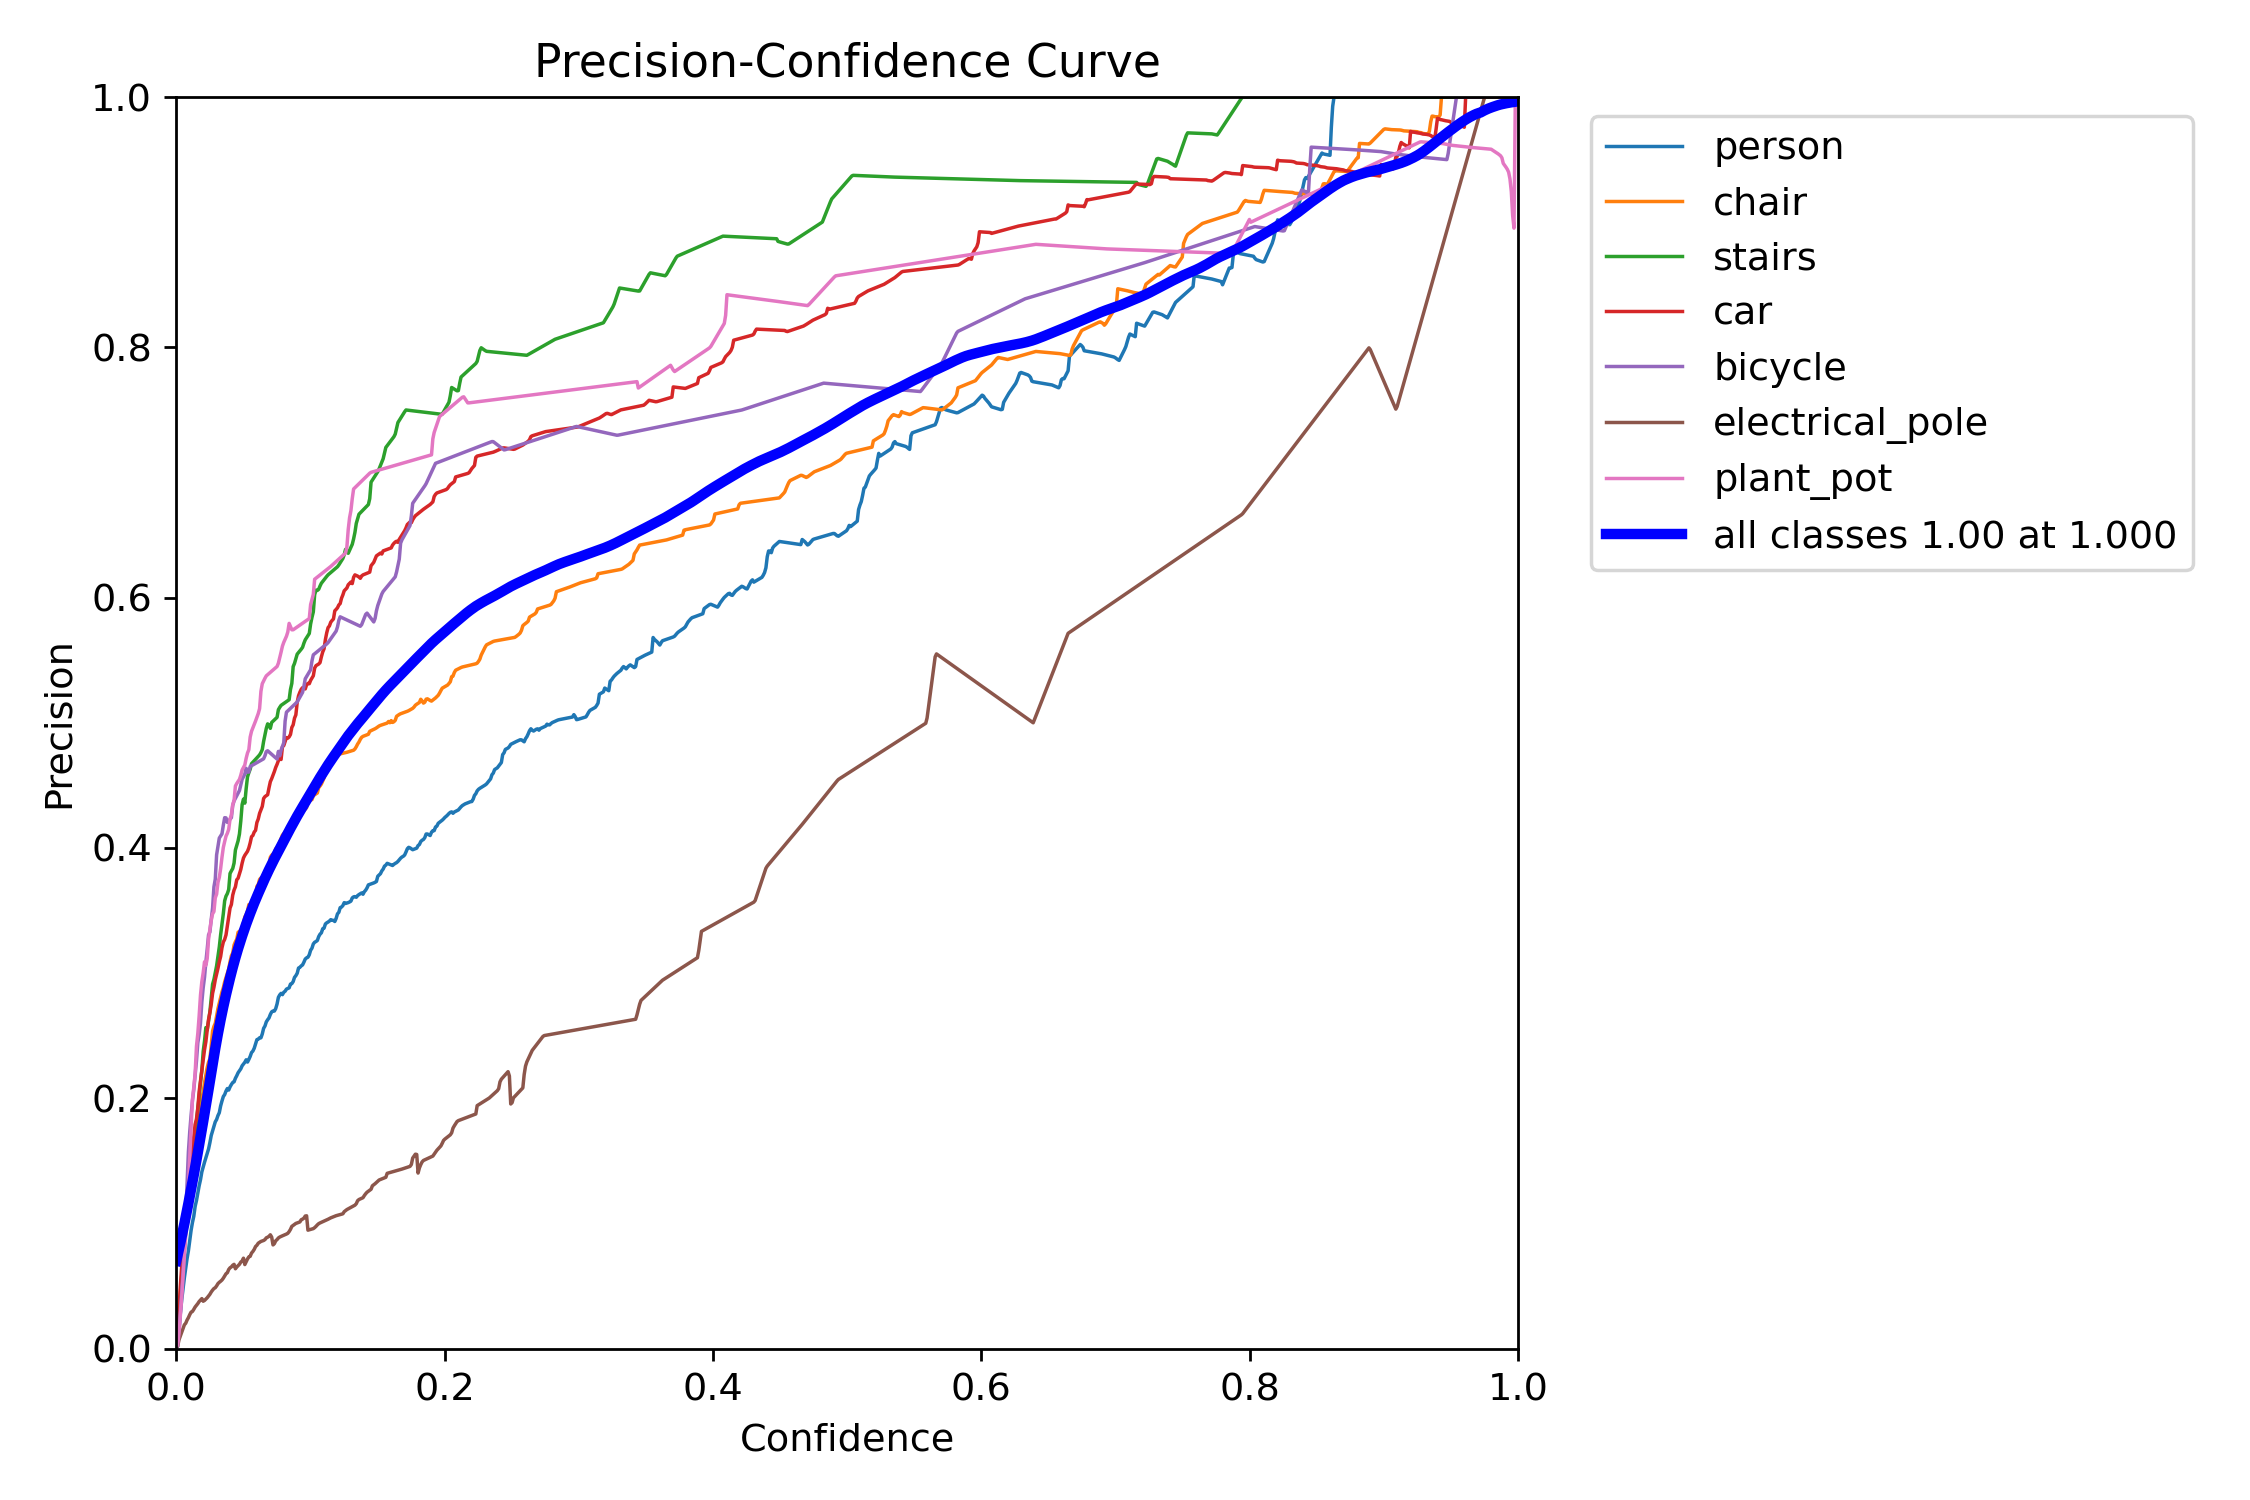 Precision-Confidence Curve
1.0
0.8
0.6
0.4
0.2
0.0
Precision
0.0 0.2 0.4 0.6 0.8 1.0
Confidence
person
chair
stairs
car
bicycle
electrical_pole
plant_pot
all classes 1.00 at 1.000